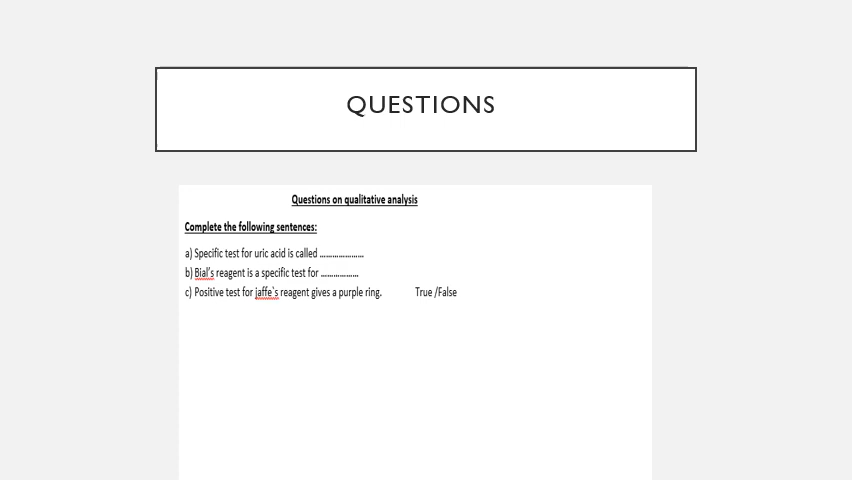 QUESTIONS
Questions on qualitative analysis
Complete the following sentences:
a) Specific test for uric acid is called .....................
b) Bial's reagent is a specific test for .................
c) Positive test for jaffe`s reagent gives a purple ring. True /False